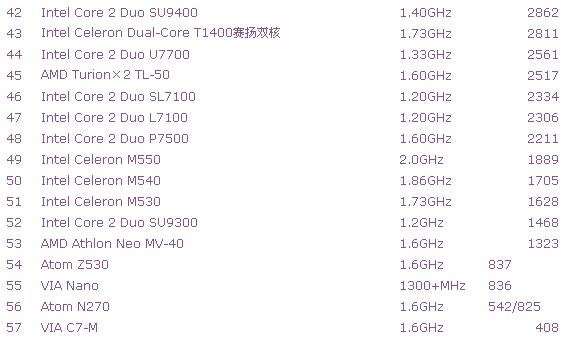 42 Intel Core 2 Duo SU9400 1.40GHz 2862
43 Intel Celeron Dual-Core T1400赛扬双核 1.73GHz 2811
44 Intel Core 2 Duo U7700 1.33GHz 2561
45 AMD Turion×2 TL-50 1.60GHz 2517
46 Intel Core 2 Duo SL7100 1.20GHz 2334
47 Intel Core 2 Duo L7100 1.20GHz 2306
48 Intel Core 2 Duo P7500 1.60GHz 2211
49 Intel Celeron M550 2.0GHz 1889
50 Intel Celeron M540 1.86GHz 1705
51 Intel Celeron M530 1.73GHz 1628
52 Intel Core 2 Duo SU9300 1.2GHz 1468
53 AMD Athlon Neo MV-40 1.6GHz 1323
54 Atom Z530 1.6GHz 837
55 VIA Nano 1300+MHz 836
56 Atom N270 1.6GHz 542/825
57 VIA C7-M 1.6GHz 408